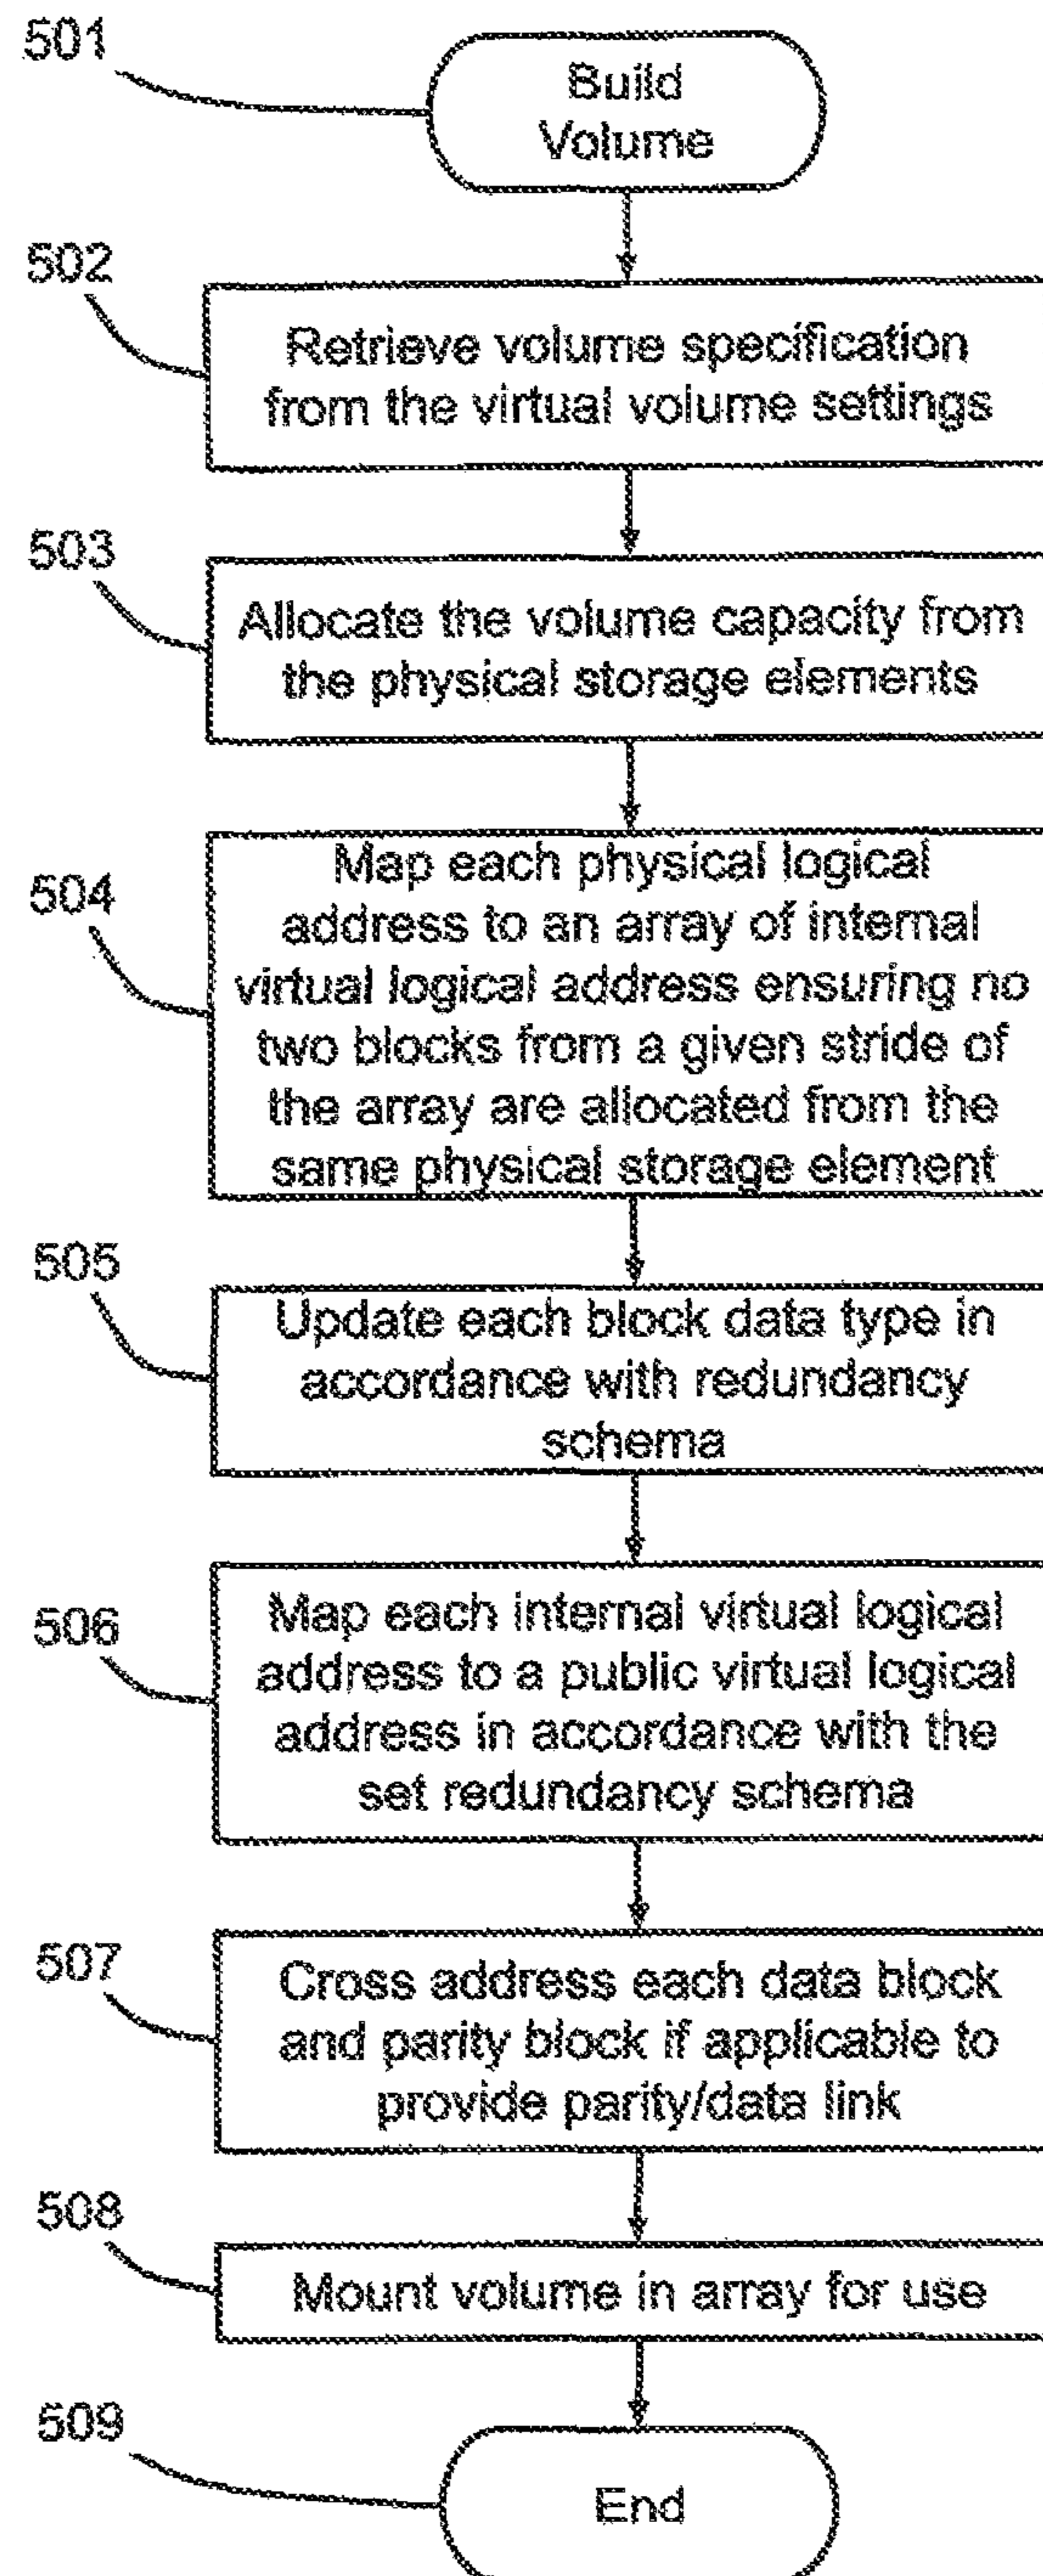 501
Build
Volume
502
Retrieve volume specification
from the virtual volume settings
503
Allocate the volume capacity from
the physical storage elements
504
Map each physical logical
address to an array of internal
virtual logical address ensuring no
two blocks from a given stride of
the array are allocated from the
same physical storage element
505
Update each block data type in
accordance with redundancy
schema
506
Map each internal virtual logical
address to a public virtual logical
address in accordance with the
set redundancy schema
507
Cross address each data block
and parity block if applicable to
provide parity/data link
508
Mount volume in array for use
509
End